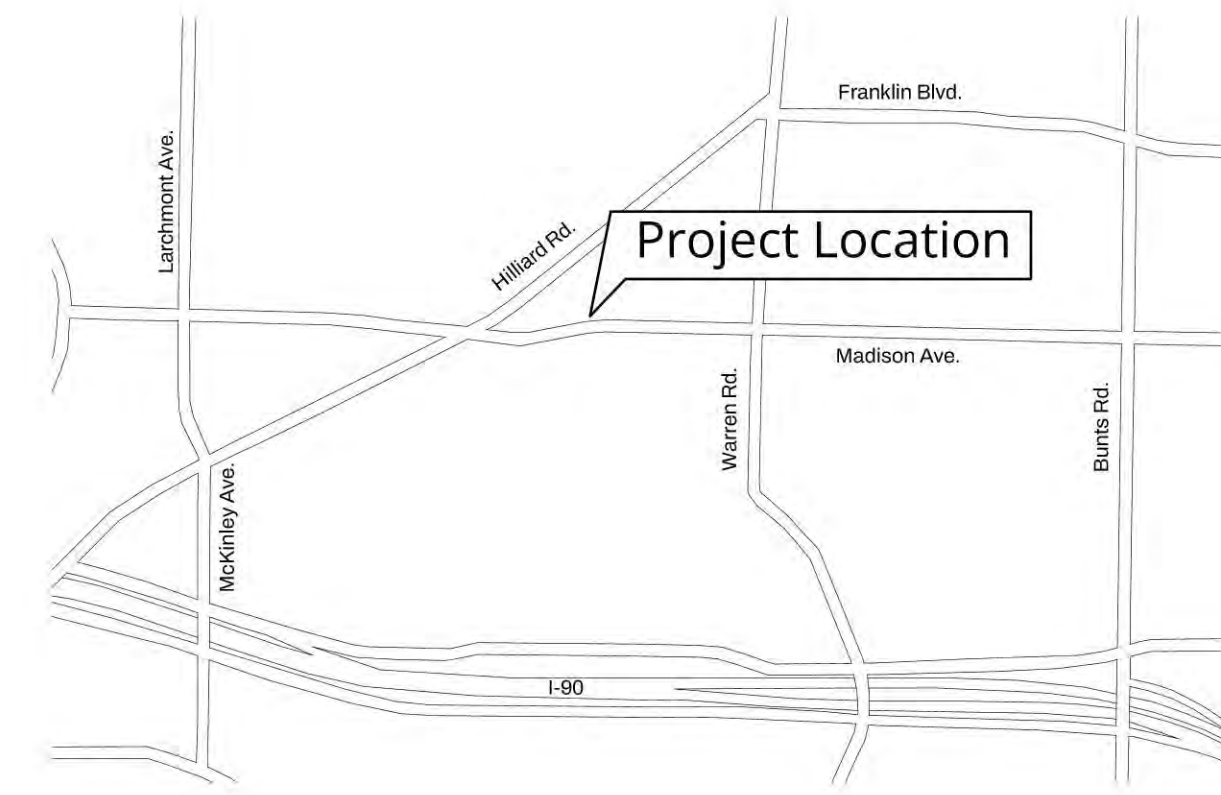 Franklin Blvd.
Larchmont Ave.
Hilliard Rd.
Project Location
Madison Ave.
Warren Rd.
Bunts Rd.
McKinley Ave.
I-90